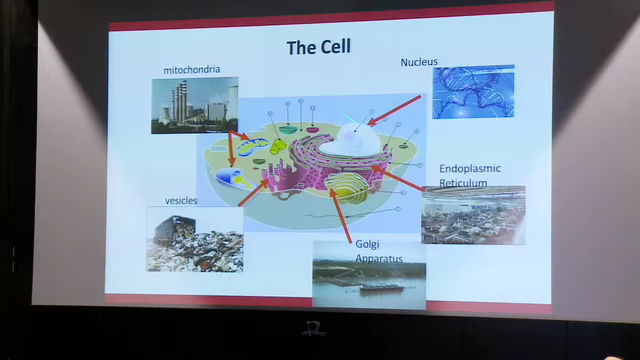 The Cell
mitochondria
Nucleus
Endoplasmic
Reticulum
vesicles
Golgi
Apparatus